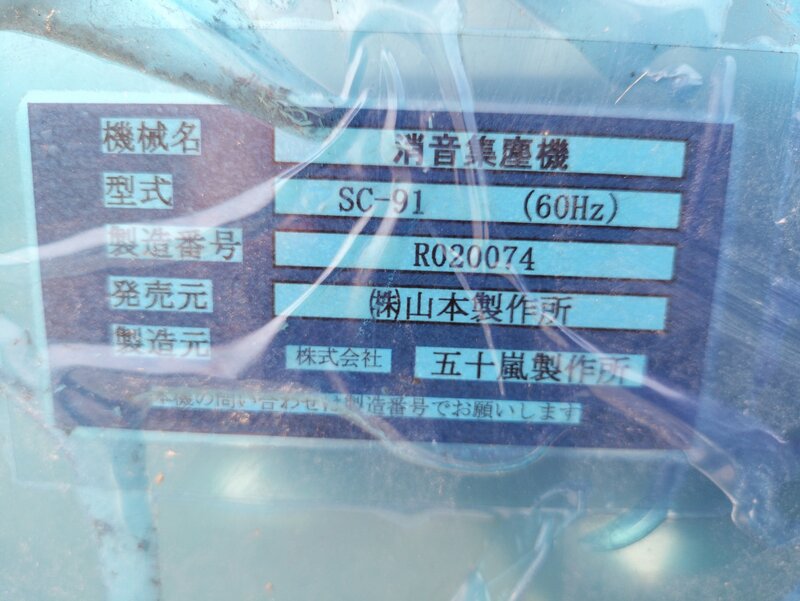 機械名 消音集塵機
型式 SC-91 (60Hz)
製造番号 R020074
発売元 ㈱山本製作所
製造元 株式会社 五十嵐製作所
本機の問い合わせは製造番号でお願いします